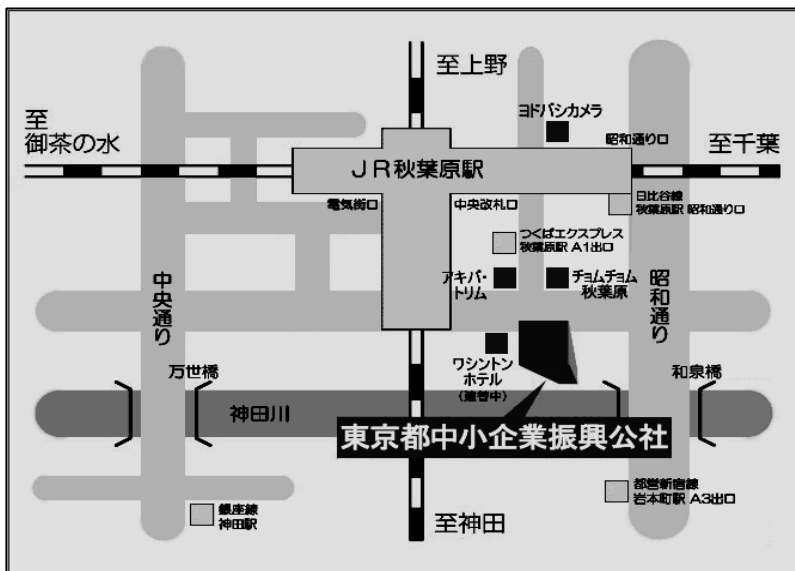 至上野
ヨドバシカメラ
昭和通り口
至
御茶の水
至千葉
JR秋葉原駅
電気街口
中央改札口
日比谷線
秋葉原駅 昭和通り口
つくばエクスプレス
秋葉原駅 A1出口
アキバ・
トリム
チョムチョム
秋葉原
中央通り
昭和通り
万世橋
ワシントン
ホテル
(建替中)
和泉橋
神田川
東京都中小企業振興公社
都営新宿線
岩本町駅 A3出口
銀座線
神田駅
至神田